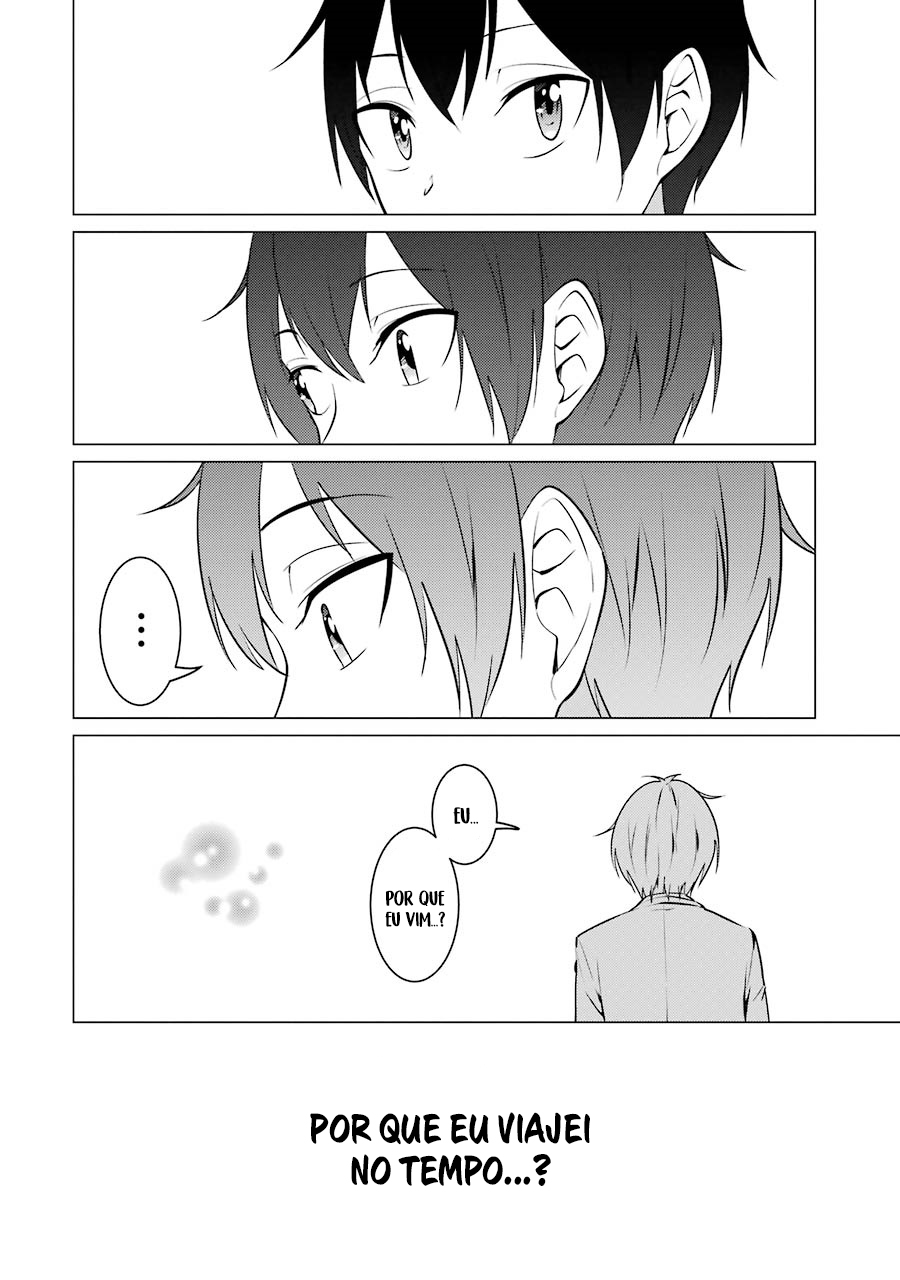 ...
EU...
POR QUE
EU VIM...?
POR QUE EU VIAJEI
NO TEMPO...?